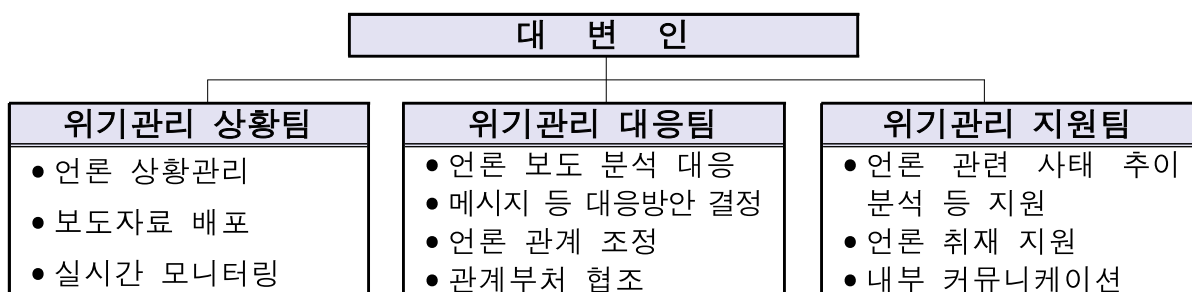 대 변 인
위기관리 상황팀
● 언론 상황관리
● 보도자료 배포
● 실시간 모니터링
위기관리 대응팀
● 언론 보도 분석 대응
● 메시지 등 대응방안 결정
● 언론 관계 조정
● 관계부처 협조
위기관리 지원팀
● 언론 관련 사태 추이
분석 등 지원
● 언론 취재 지원
● 내부 커뮤니케이션